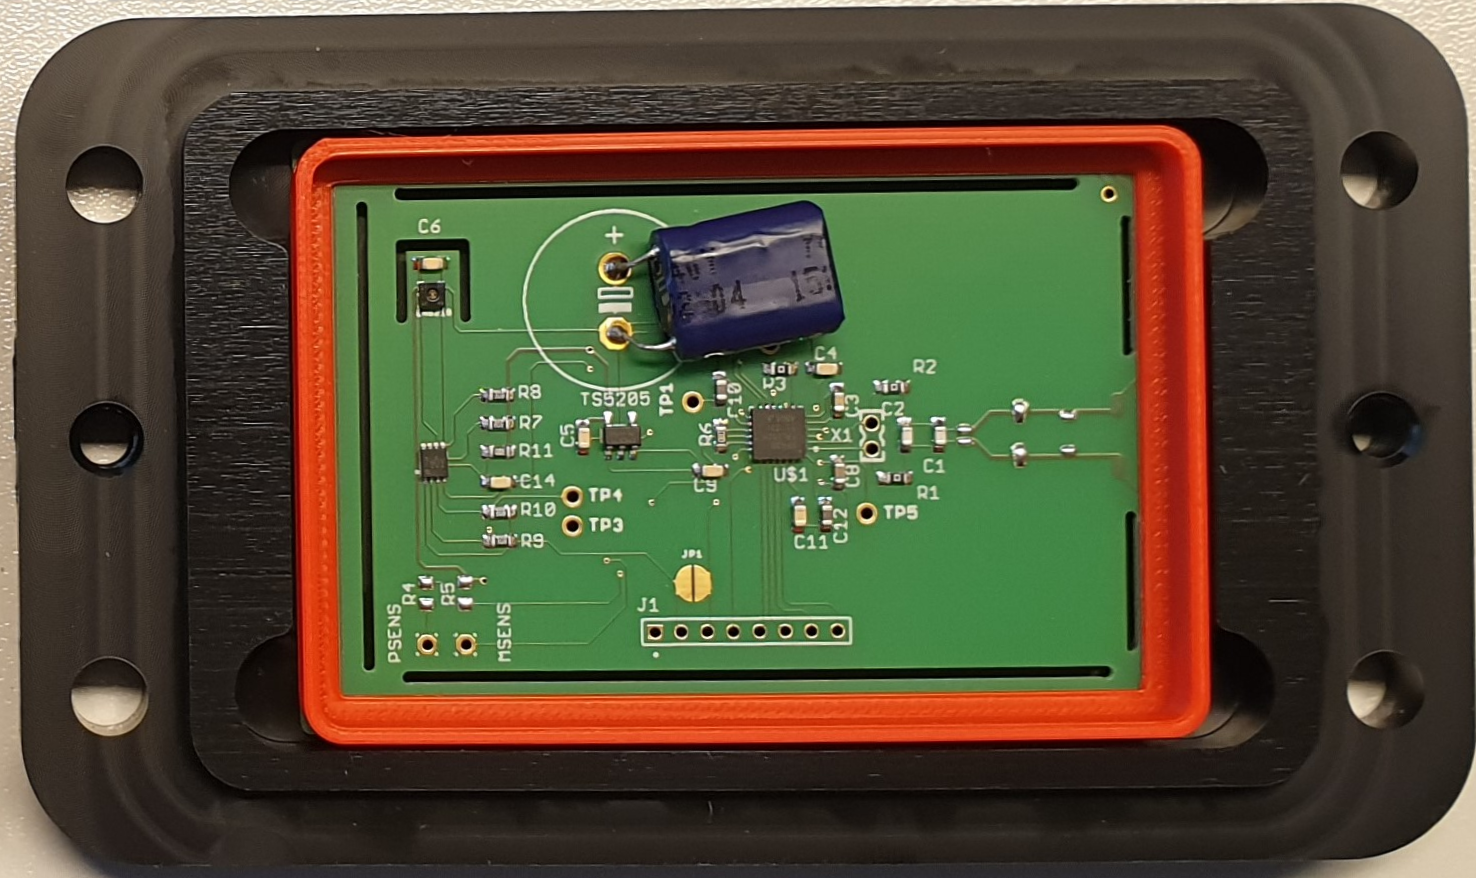 C6
+
C4
R3
R2
TS5205
TP1
C10
C3
C2
R8
R7
R11
C14
R10
R9
C5
R6
X1
C1
U$1
C9
C8
R1
TP4
TP3
C11
C12
TP5
JP1
J1
R4
R5
PSENS
MSENS